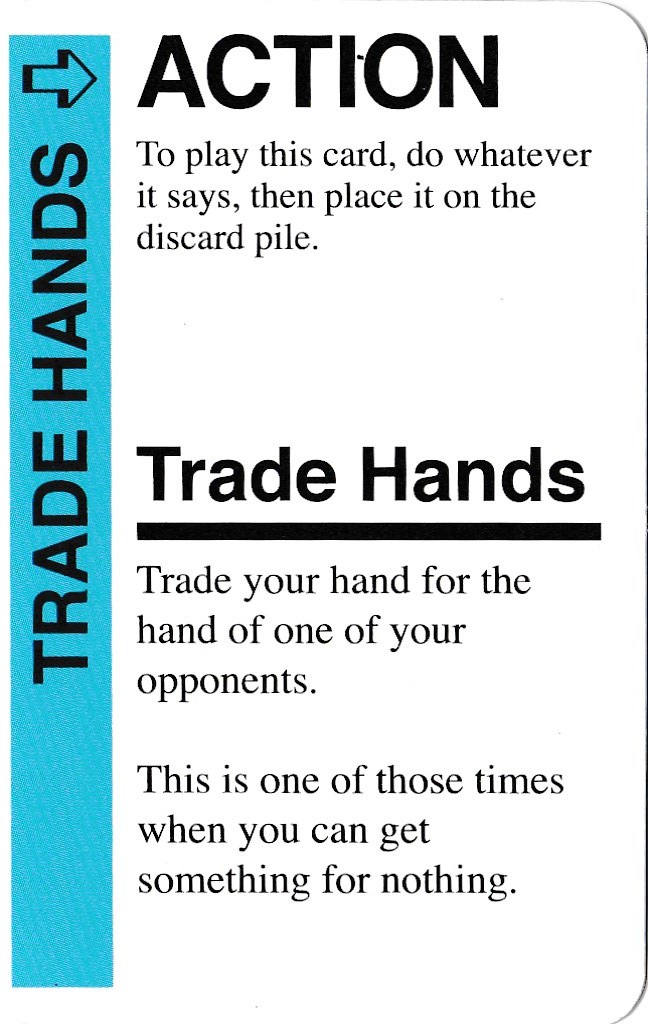 TRADE HANDS
ACTION
To play this card, do whatever
it says, then place it on the
discard pile.
Trade Hands
Trade your hand for the
hand of one of your
opponents.
This is one of those times
when you can get
something for nothing.